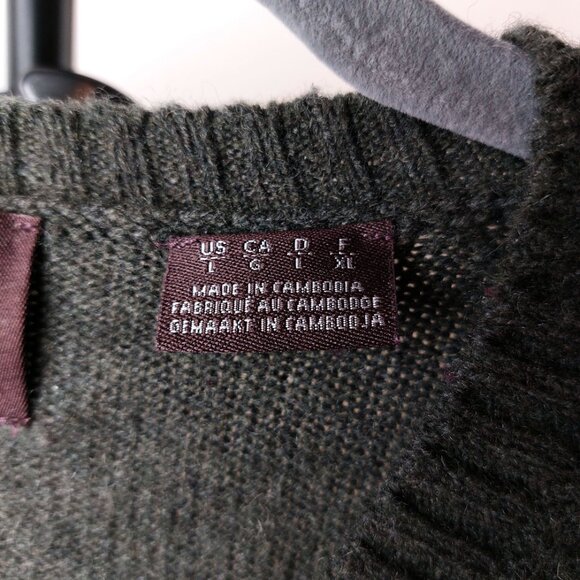 US CA D F
L G L XL
MADE IN CAMBODIA
FABRIQUÉ AU CAMBODGE
GEMAAKT IN CAMBODJA